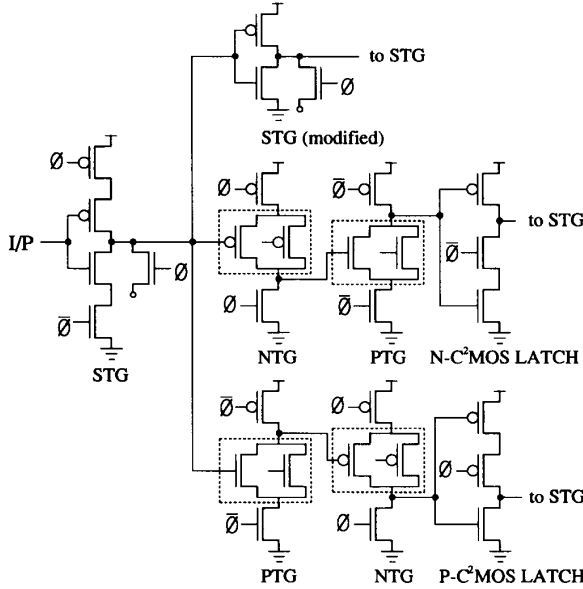 to STG
Ø
STG (modified)
Ø
Ø
Ø̅
I/P
to STG
Ø
Ø̅
Ø̅
Ø
Ø̅
NTG
PTG
N-C²MOS LATCH
STG
Ø̅
Ø
Ø
to STG
Ø̅
Ø
PTG
NTG
P-C²MOS LATCH